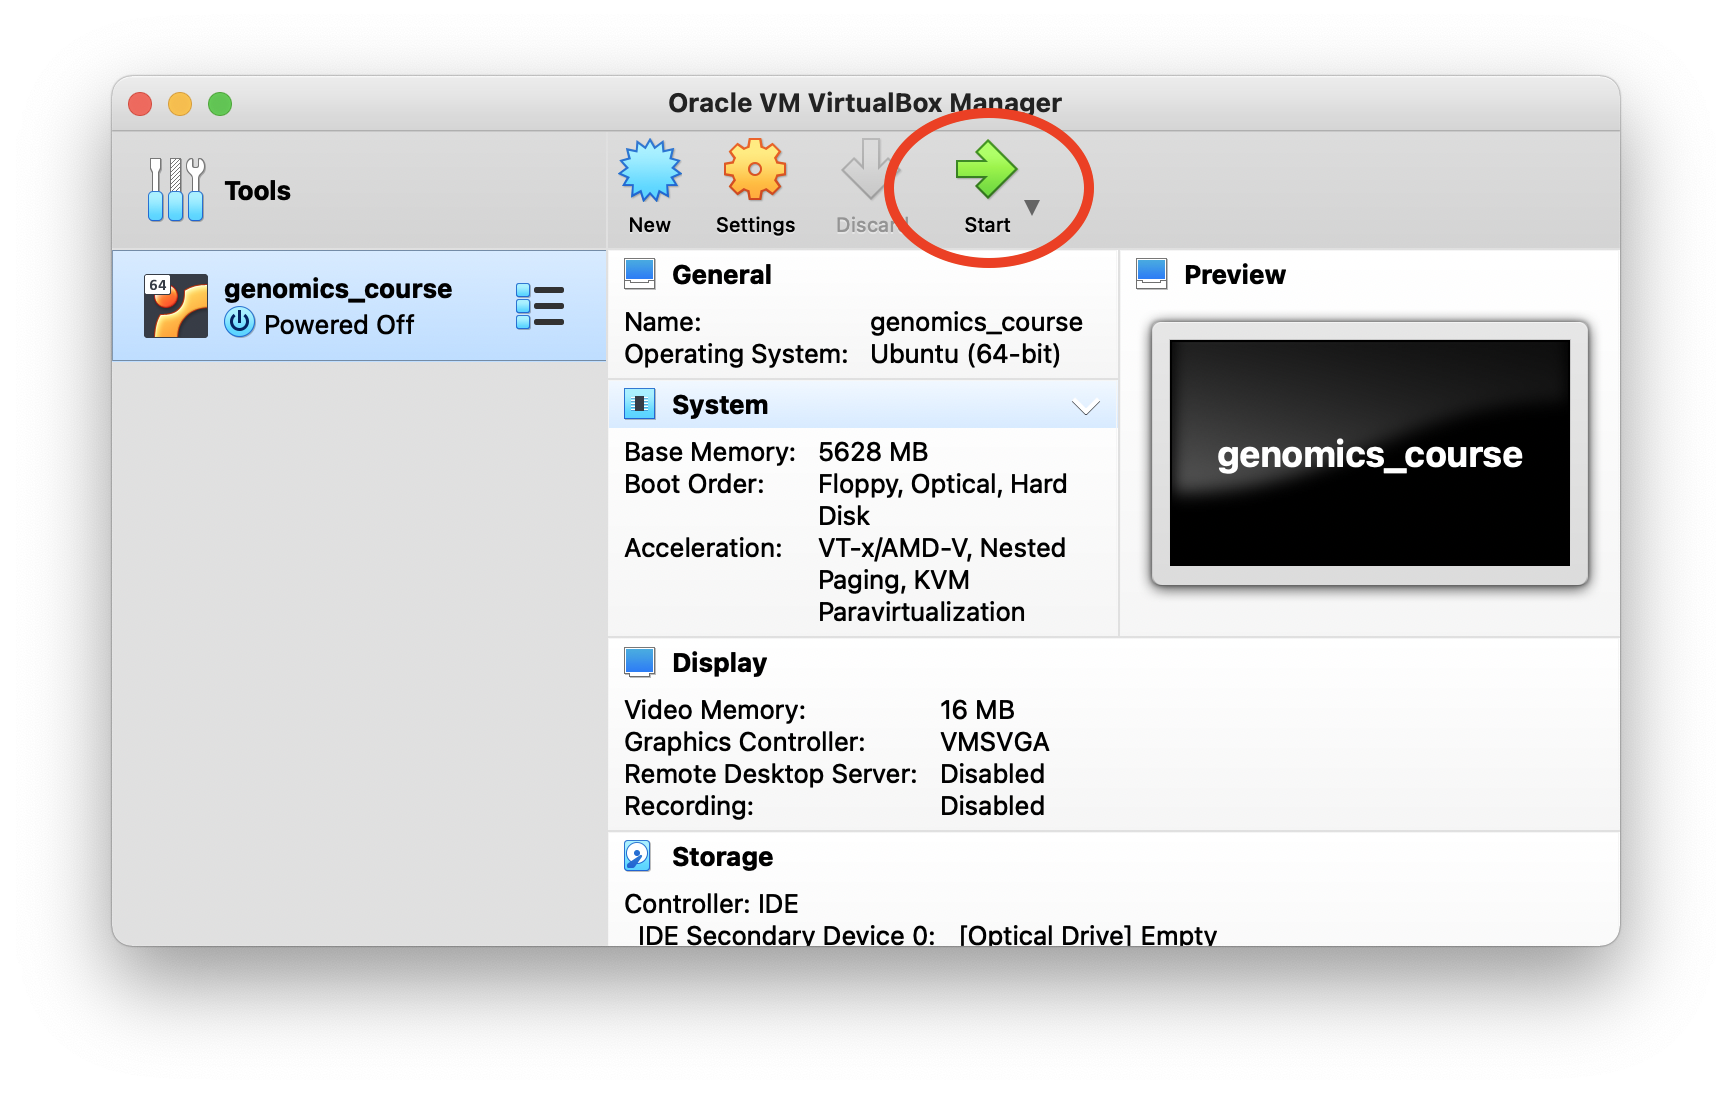 Oracle VM VirtualBox Manager
Tools
New
Settings
Discard
Start
64
genomics_course
Powered Off
General
Name: genomics_course
Operating System: Ubuntu (64-bit)
System
Base Memory: 5628 MB
Boot Order: Floppy, Optical, Hard
Disk
Acceleration: VT-x/AMD-V, Nested
Paging, KVM
Paravirtualization
Preview
genomics_course
Display
Video Memory: 16 MB
Graphics Controller: VMSVGA
Remote Desktop Server: Disabled
Recording: Disabled
Storage
Controller: IDE
IDE Secondary Device 0: [Optical Drive] Empty